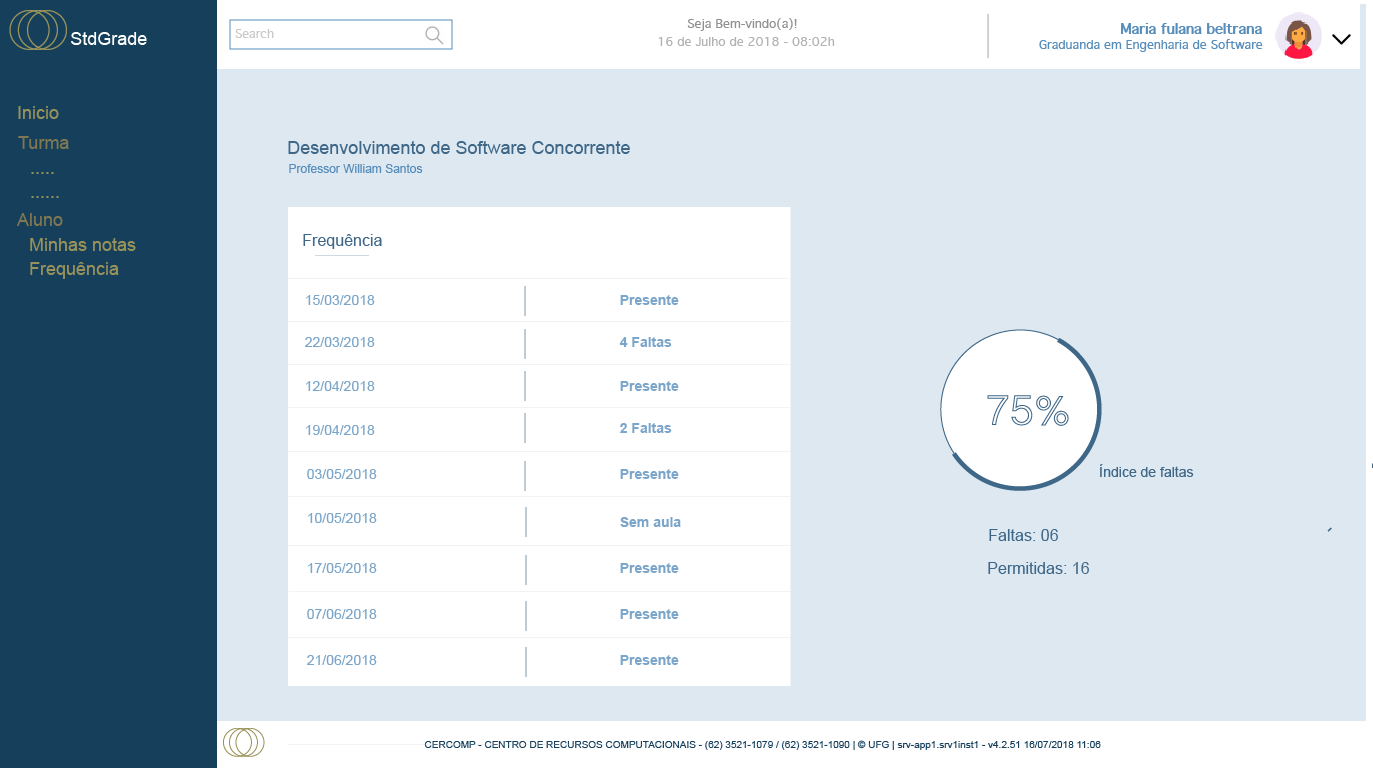 StdGrade
Search
Seja Bem-vindo(a)!
16 de Julho de 2018 - 08:02h
Maria fulana beltrana
Graduanda em Engenharia de Software
Inicio
Turma
.....
......
Aluno
Minhas notas
Frequência
Desenvolvimento de Software Concorrente
Professor William Santos
Frequência
15/03/2018 Presente
22/03/2018 4 Faltas
12/04/2018 Presente
19/04/2018 2 Faltas
03/05/2018 Presente
10/05/2018 Sem aula
17/05/2018 Presente
07/06/2018 Presente
21/06/2018 Presente
75%
Índice de faltas
Faltas: 06
Permitidas: 16
CERCOMP - CENTRO DE RECURSOS COMPUTACIONAIS - (62) 3521-1079 / (62) 3521-1090 | © UFG | srv-app1.srv1inst1 - v4.2.51 16/07/2018 11:06